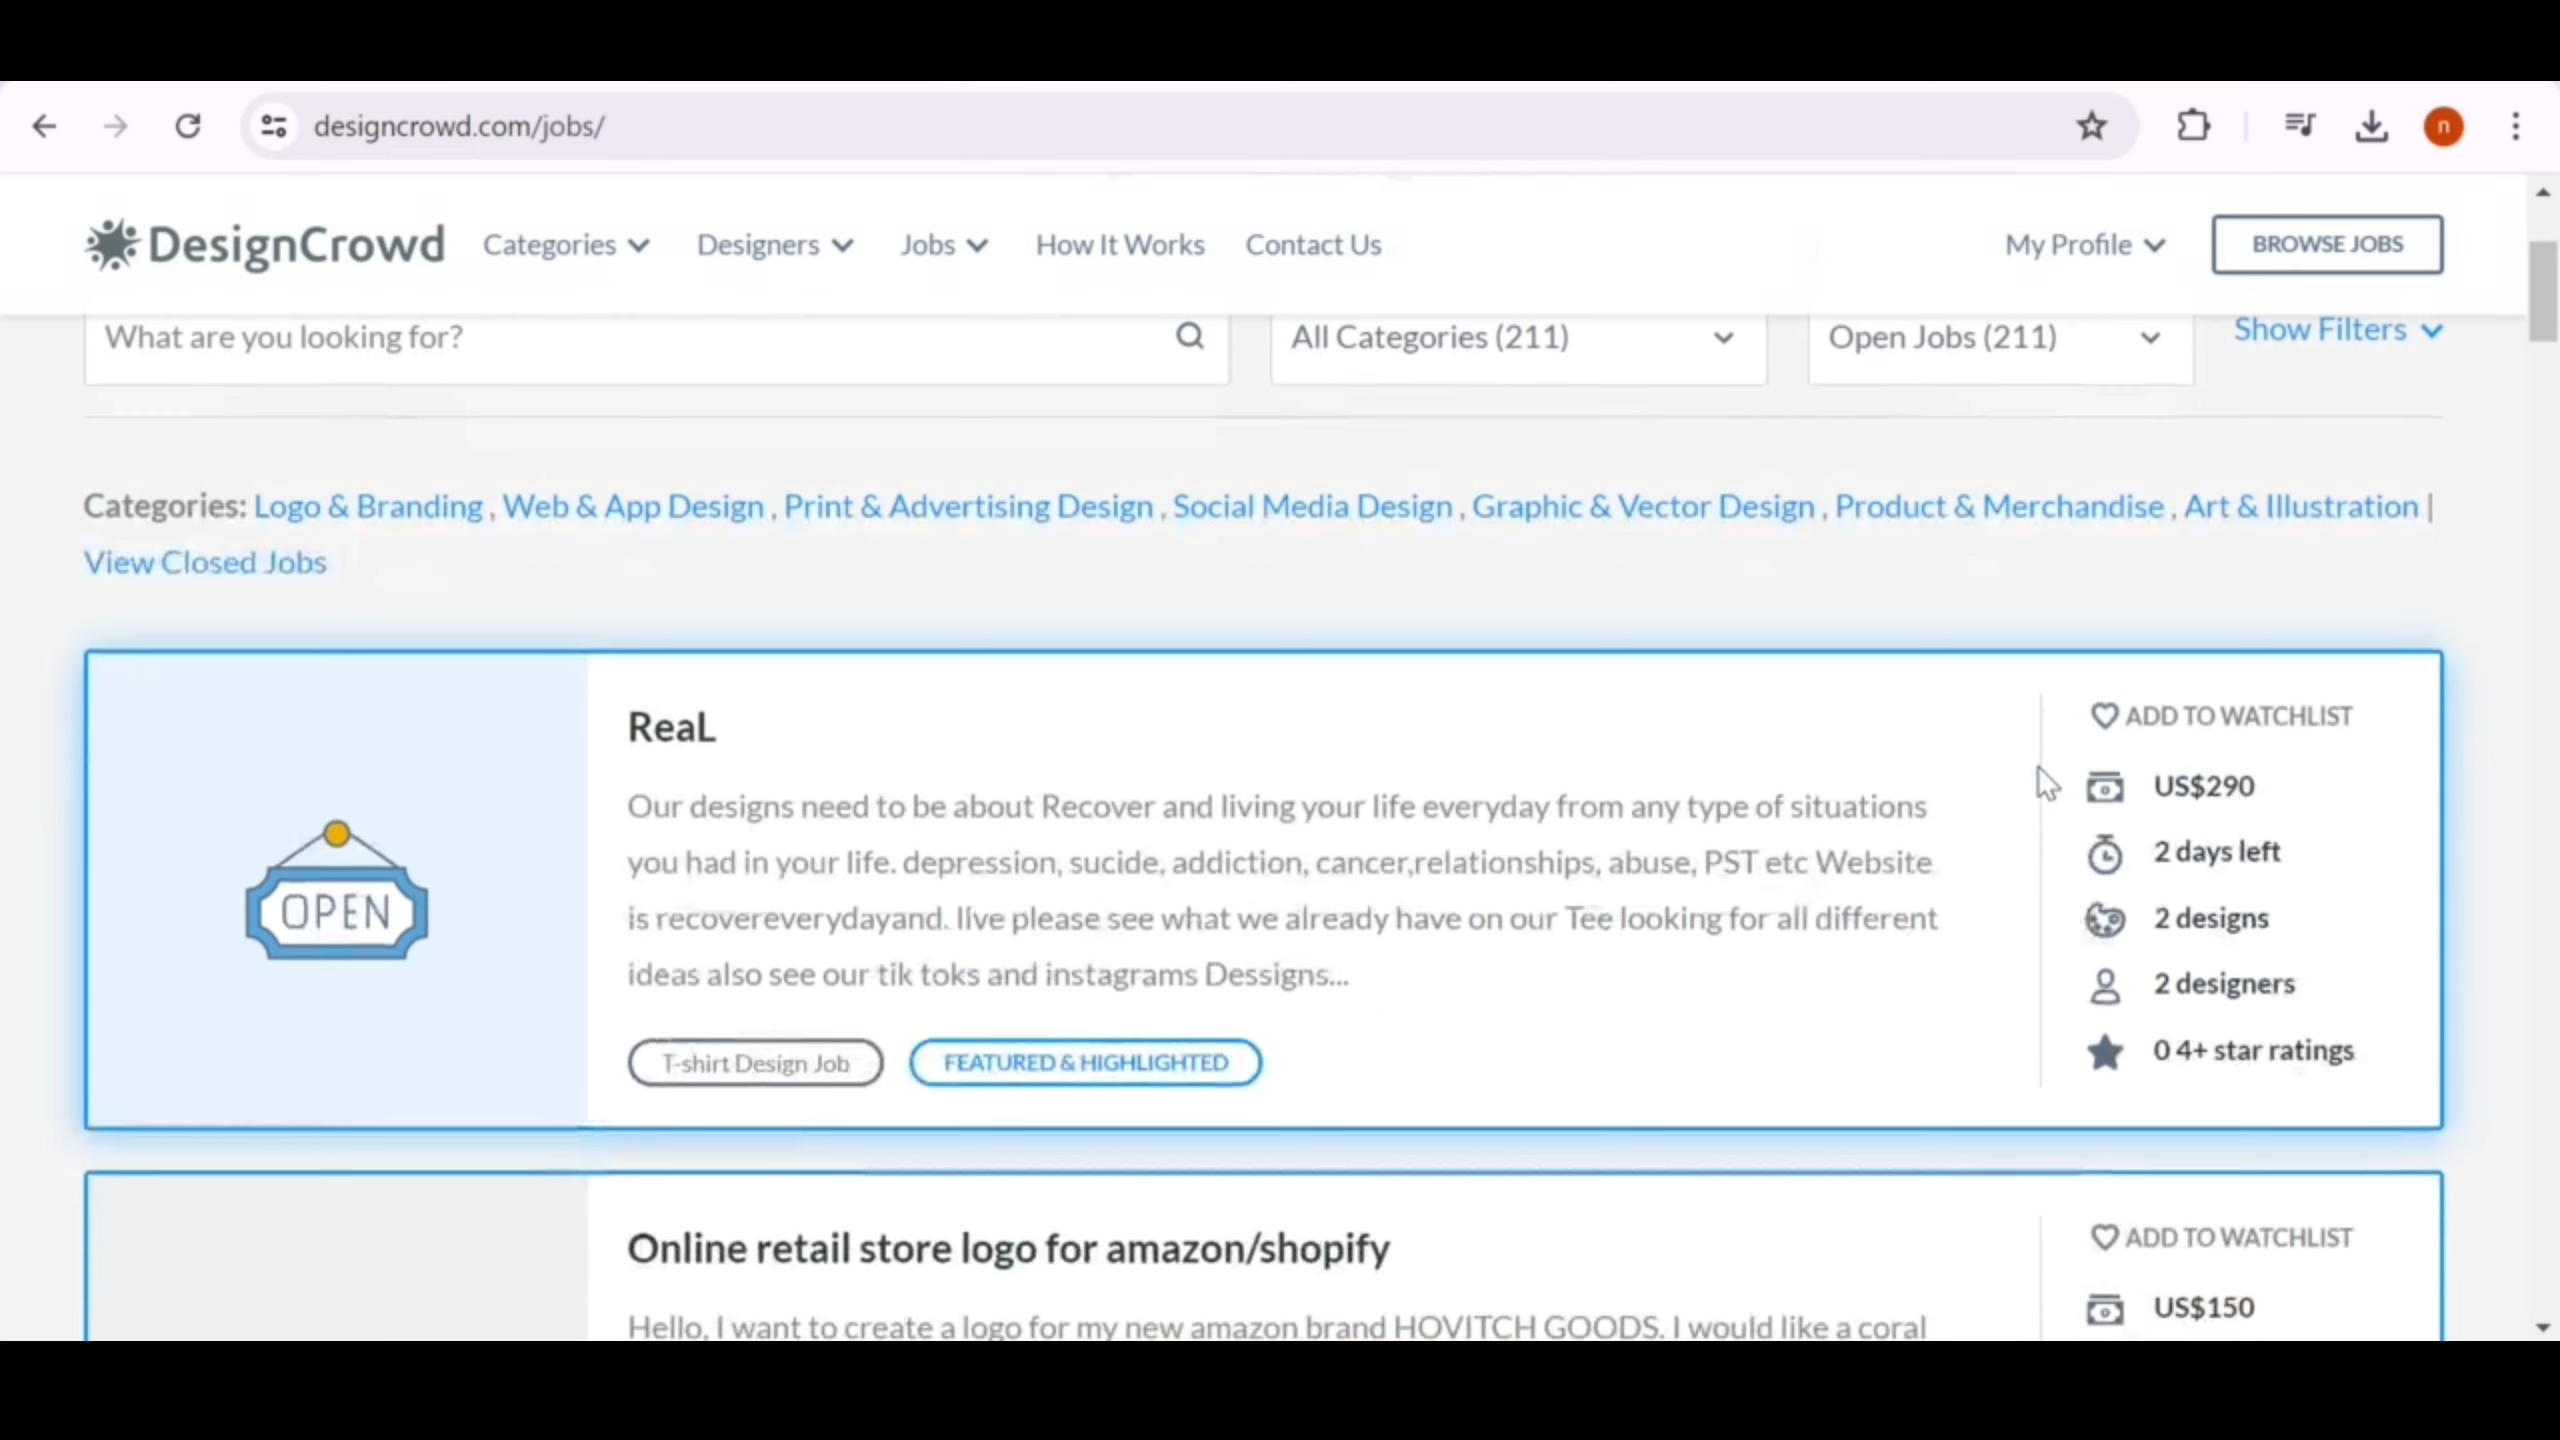 designcrowd.com/jobs/
n
DesignCrowd Categories Designers Jobs How It Works Contact Us My Profile BROWSE JOBS
What are you looking for? All Categories (211) Open Jobs (211) Show Filters
Categories: Logo & Branding , Web & App Design , Print & Advertising Design , Social Media Design , Graphic & Vector Design , Product & Merchandise , Art & Illustration |
View Closed Jobs
OPEN
ReaL
Our designs need to be about Recover and living your life everyday from any type of situations
you had in your life. depression, sucide, addiction, cancer,relationships, abuse, PST etc Website
is recovereverydayand. live please see what we already have on our Tee looking for all different
ideas also see our tik toks and instagrams Dessigns...
T-shirt Design Job FEATURED & HIGHLIGHTED
ADD TO WATCHLIST
US$290
2 days left
2 designs
2 designers
0 4+ star ratings
Online retail store logo for amazon/shopify
Hello, I want to create a logo for my new amazon brand HOVITCH GOODS. I would like a coral
ADD TO WATCHLIST
US$150